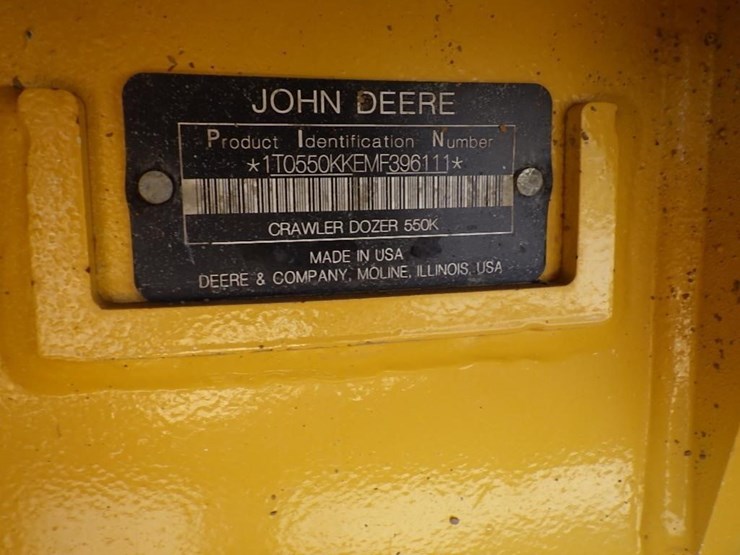 JOHN DEERE
Product Identification Number
*1T0550KKEMF396111*
CRAWLER DOZER 550K
MADE IN USA
DEERE & COMPANY, MOLINE, ILLINOIS, USA